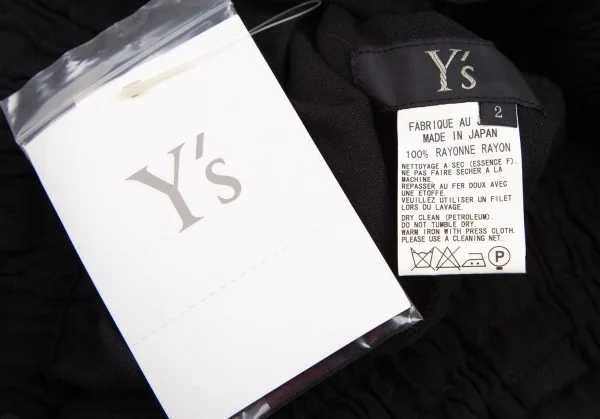 Y's
Y's
2
FABRIQUE AU
MADE IN JAPAN
100% RAYONNE RAYON
NETTOYAGE A SEC (ESSENCE F).
NE PAS FAIRE SECHER A LA
MACHINE.
REPASSER AU FER DOUX AVEC
UNE ETOFFE.
VEUILLEZ UTILISER UN FILET
LORS DU LAVAGE.
DRY CLEAN (PETROLEUM).
DO NOT TUMBLE DRY.
WARM IRON WITH PRESS CLOTH.
PLEASE USE A CLEANING NET.
P